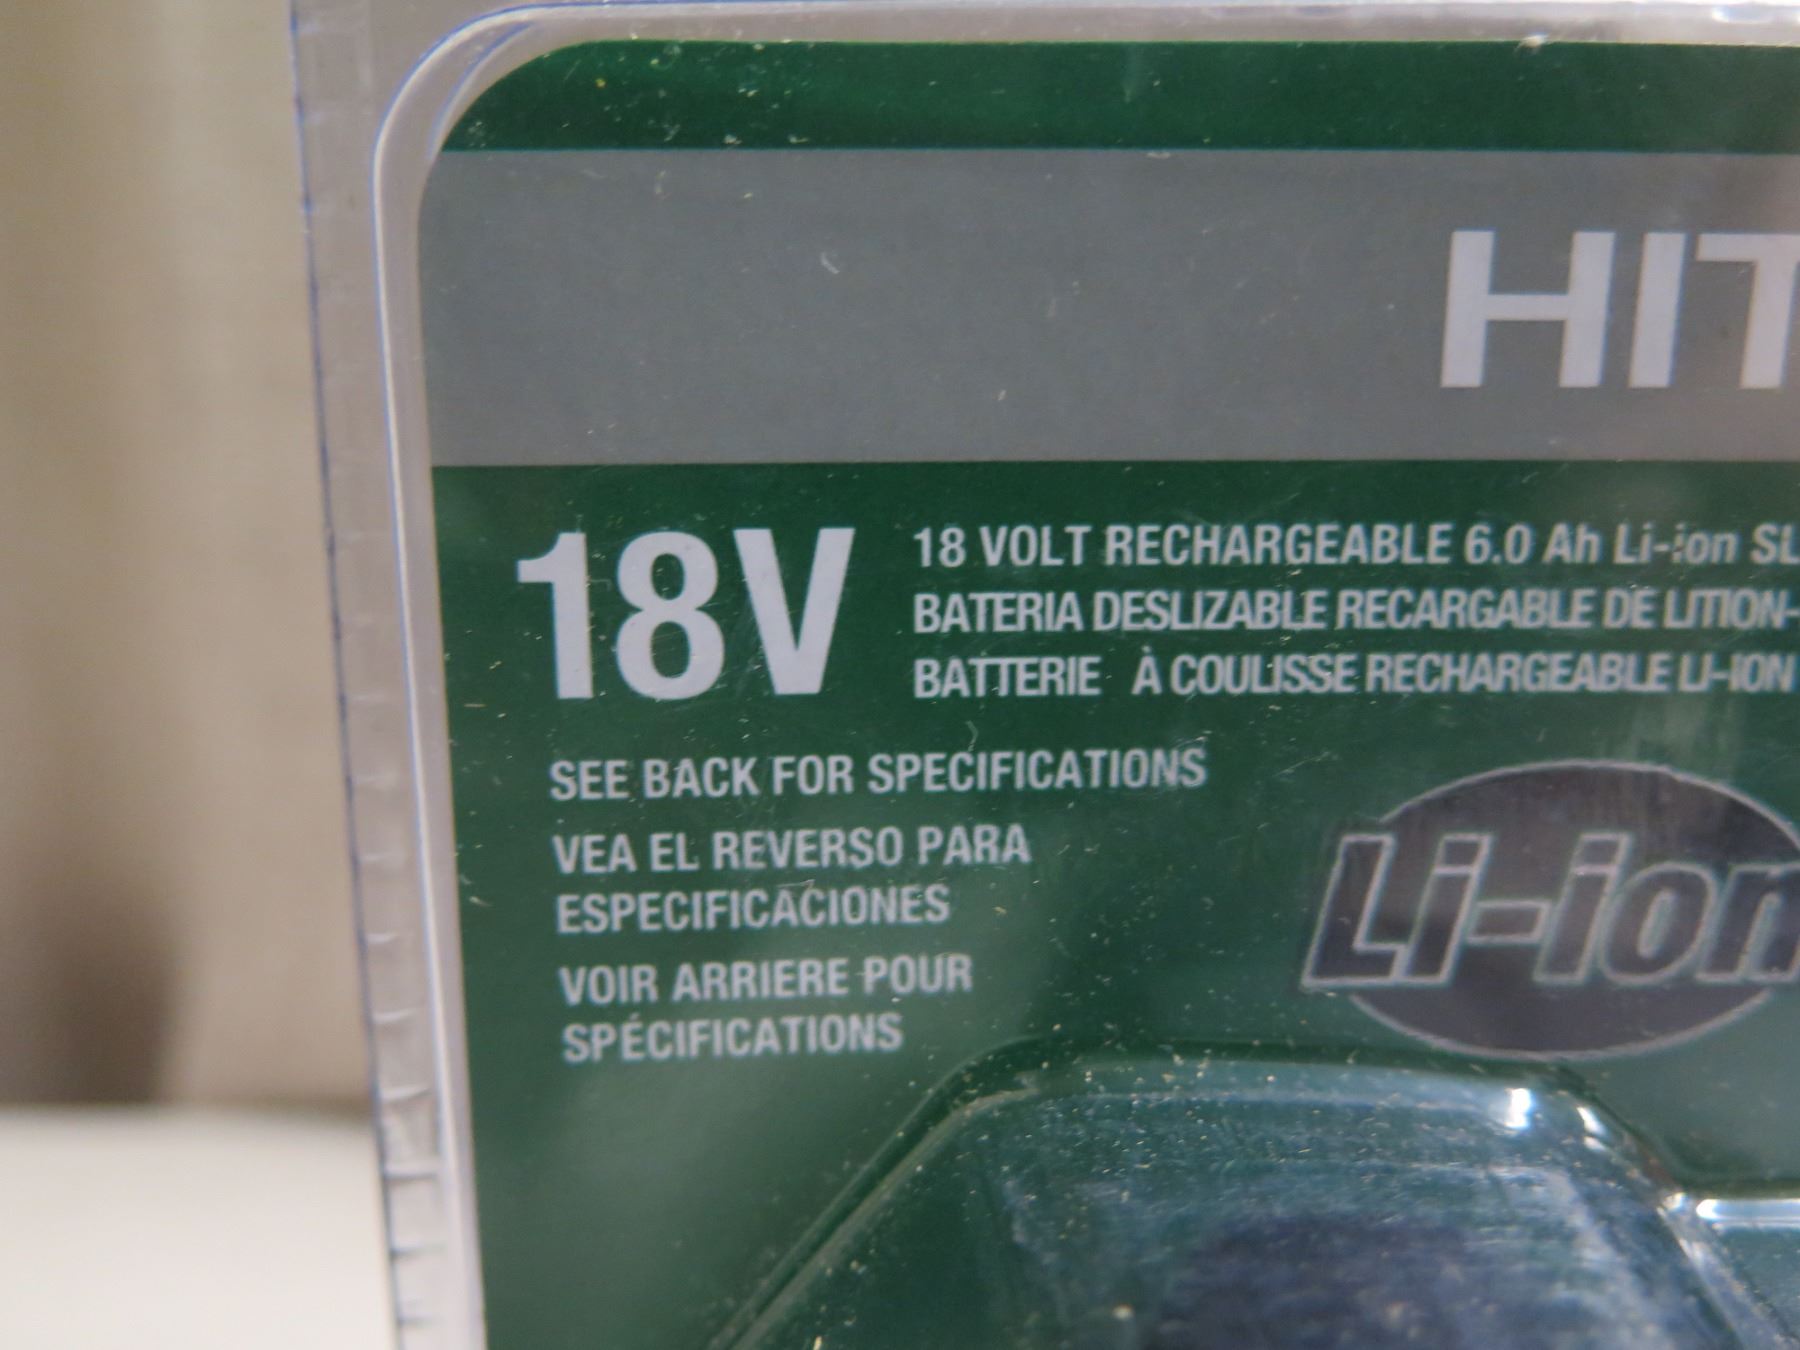 HIT
18V
18 VOLT RECHARGEABLE 6.0 Ah Li-ion SL
BATERIA DESLIZABLE RECARGABLE DE LITION-
BATTERIE À COULISSE RECHARGEABLE LI-ION
SEE BACK FOR SPECIFICATIONS
VEA EL REVERSO PARA
ESPECIFICACIONES
VOIR ARRIERE POUR
SPÉCIFICATIONS
Li-ion